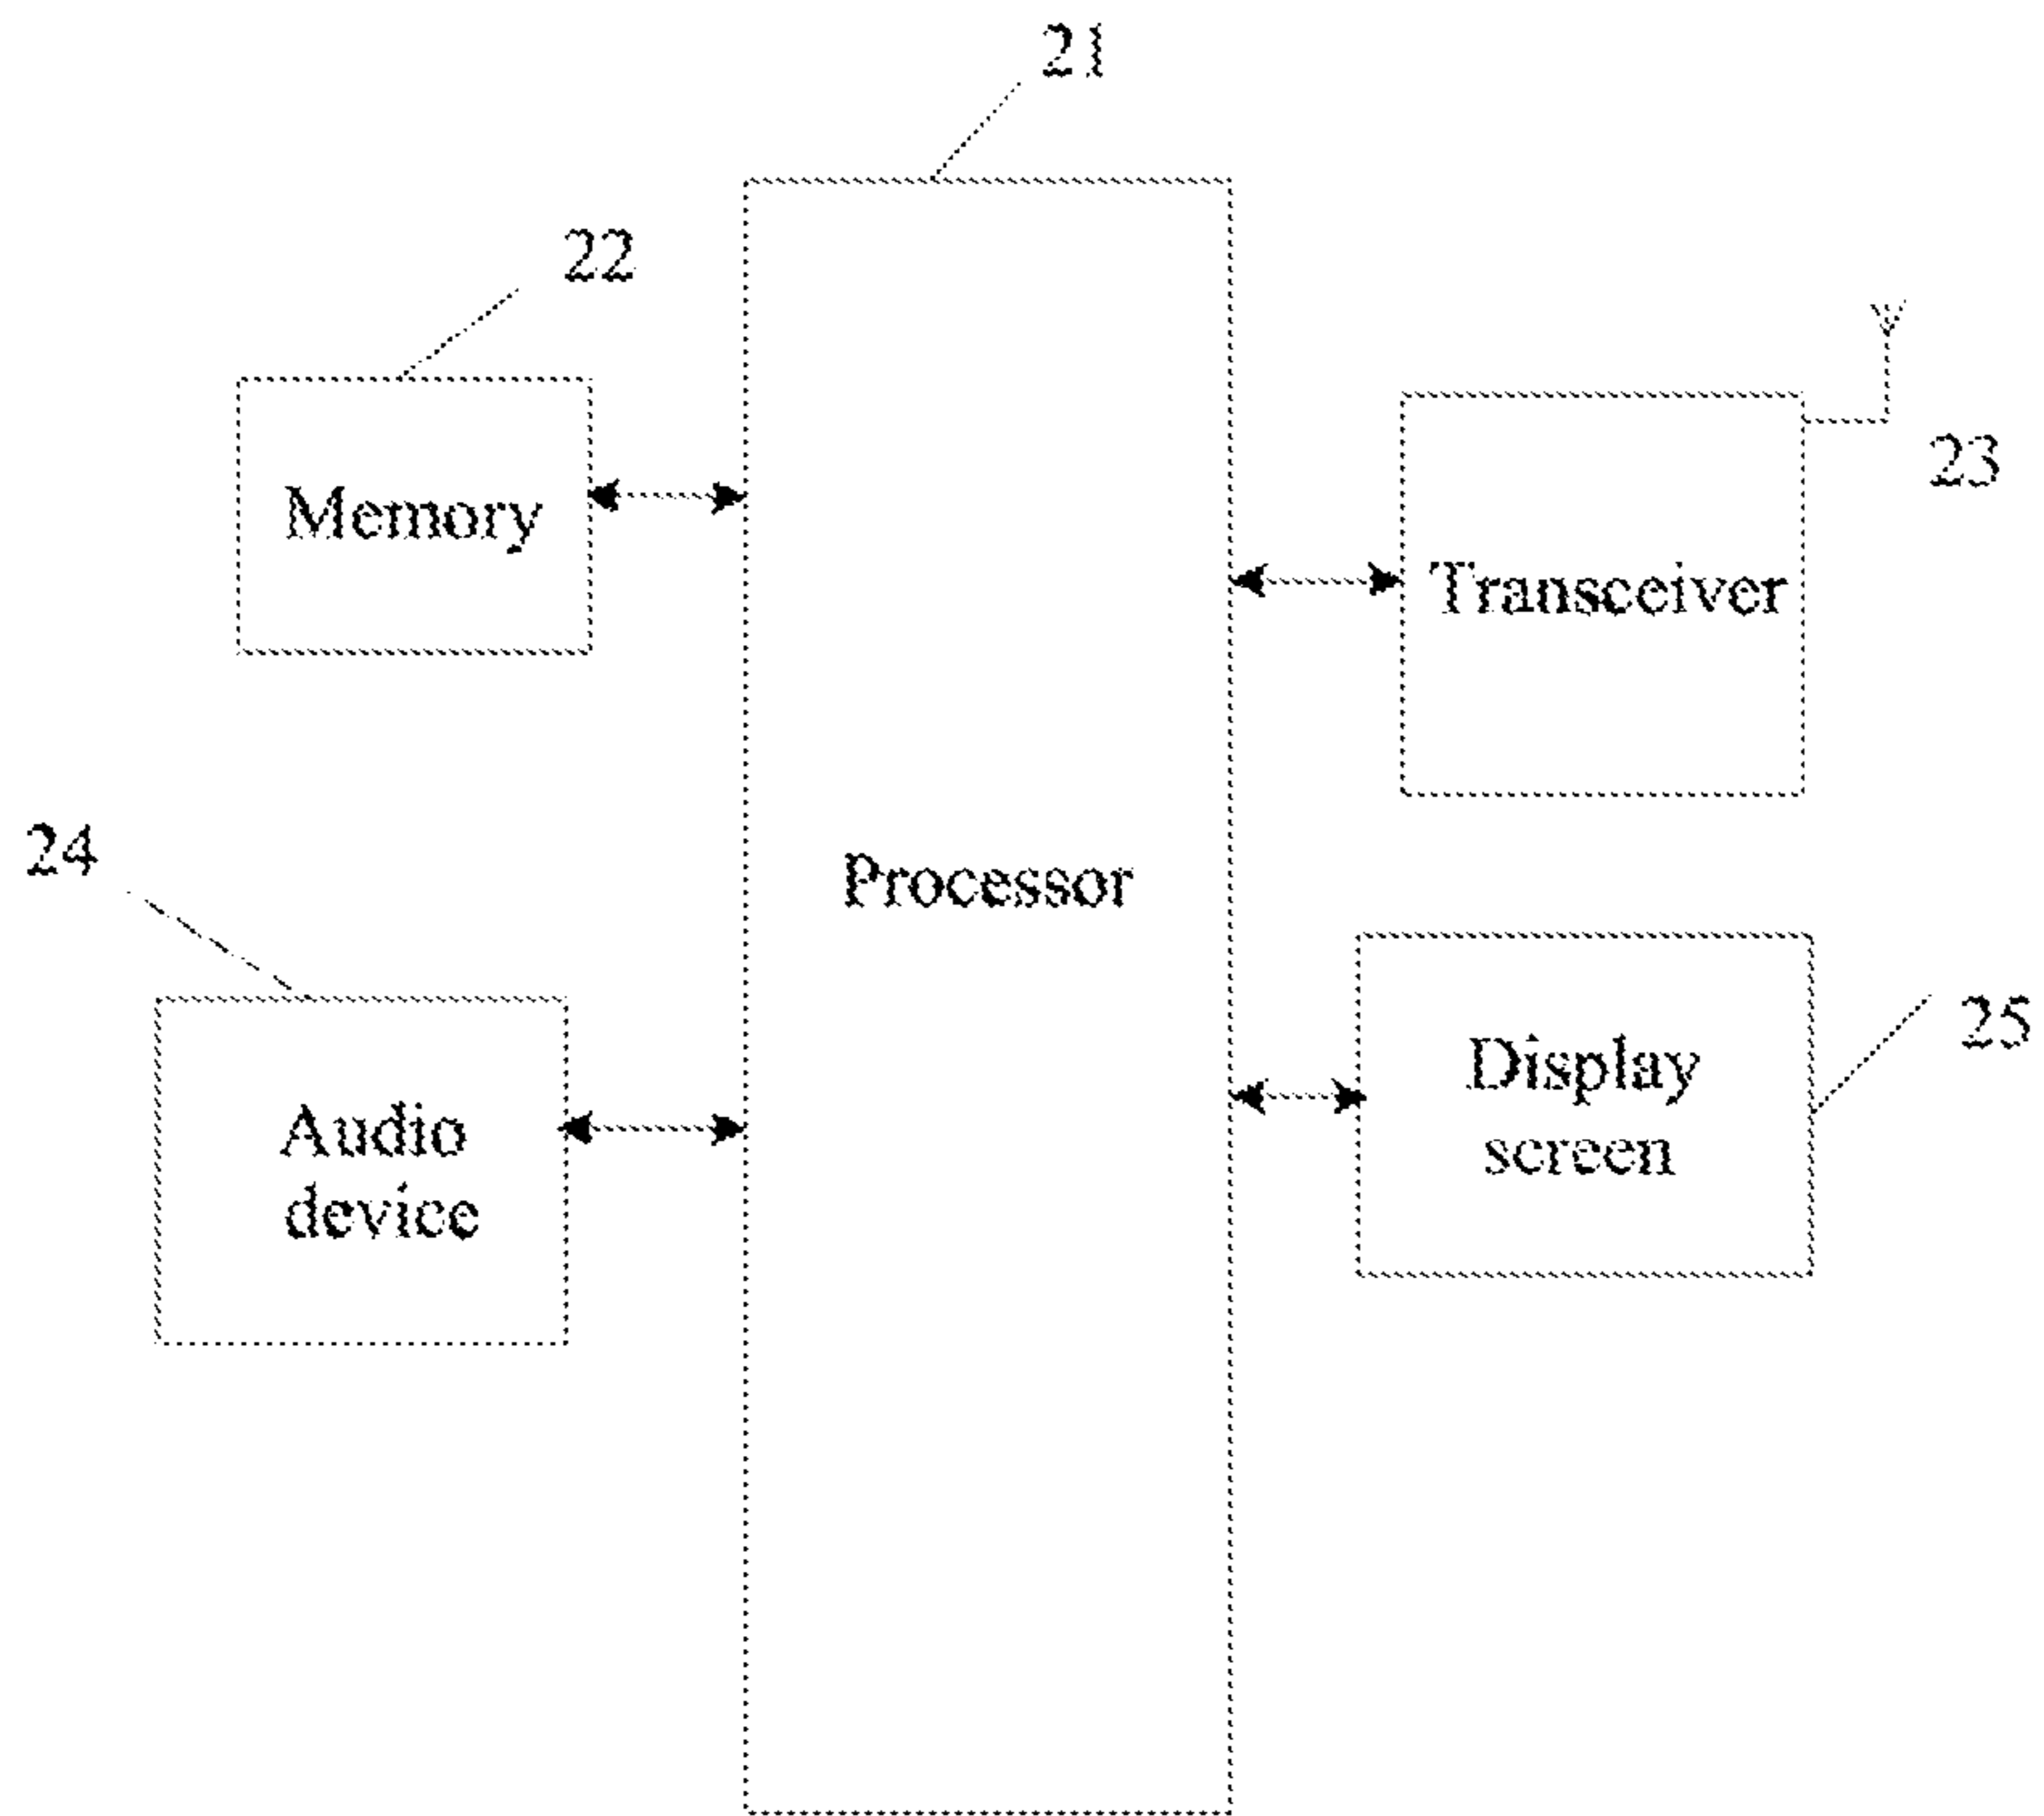 21
22
Memory
23
Transceiver
24
Processor
25
Display
screen
Audio
device